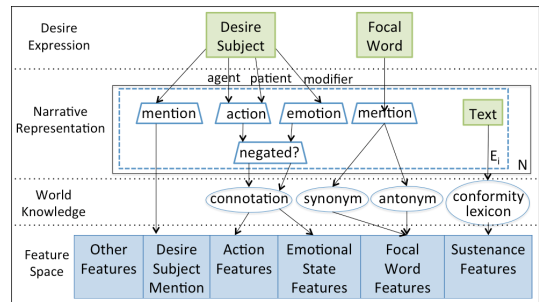 Desire
Expression
Desire
Subject
Focal
Word
agent patient modifier
Narrative
Representation
mention
action
emotion
mention
Text
negated?
E_i
N
World
Knowledge
connotation
synonym
antonym
conformity
lexicon
Feature
Space
Other
Features
Desire
Subject
Mention
Action
Features
Emotional
State
Features
Focal
Word
Features
Sustenance
Features